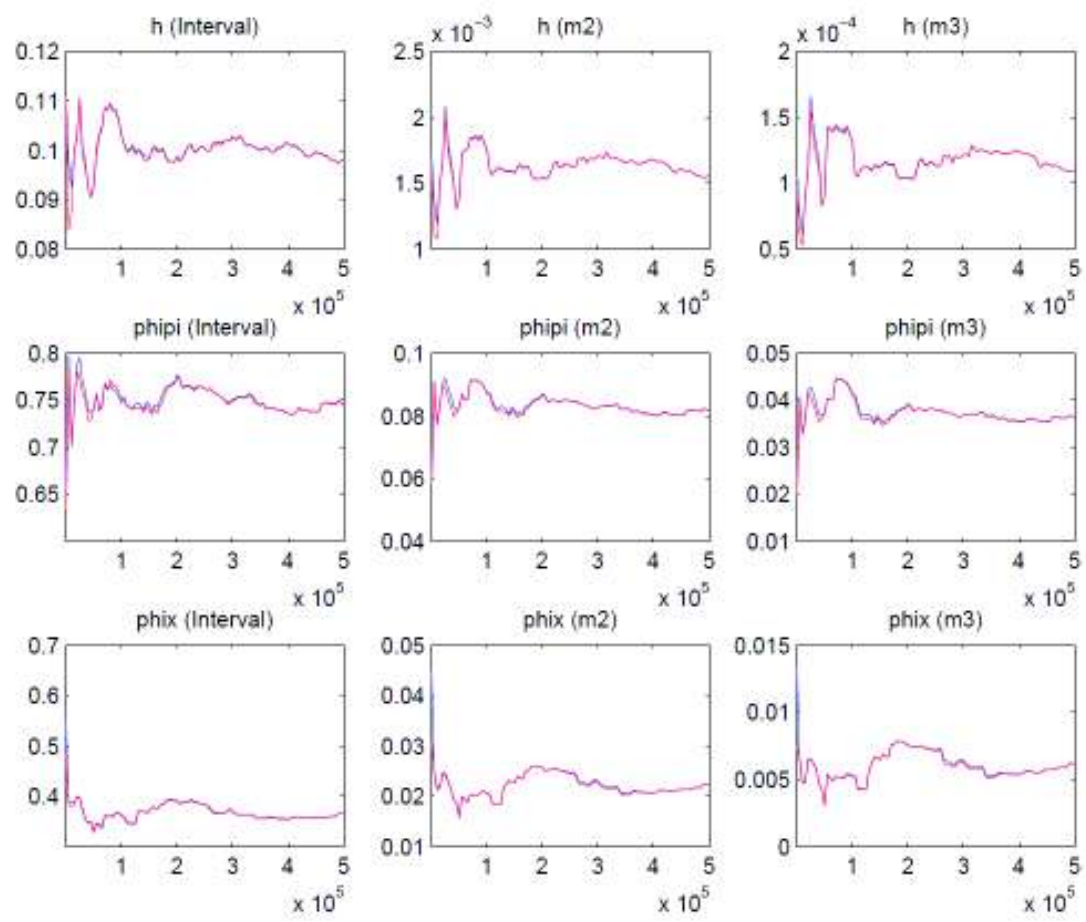 h (Interval)
0.12
0.11
0.1
0.09
0.08
1 2 3 4 5
x 10^5
x 10^-3 h (m2)
2.5
2
1.5
1
1 2 3 4 5
x 10^5
x 10^-4 h (m3)
2
1.5
1
0.5
1 2 3 4 5
x 10^5
phipi (Interval)
0.8
0.75
0.7
0.65
1 2 3 4 5
x 10^5
phipi (m2)
0.1
0.08
0.06
0.04
1 2 3 4 5
x 10^5
phipi (m3)
0.05
0.04
0.03
0.02
0.01
1 2 3 4 5
x 10^5
phix (Interval)
0.7
0.6
0.5
0.4
1 2 3 4 5
x 10^5
phix (m2)
0.05
0.04
0.03
0.02
0.01
1 2 3 4 5
x 10^5
phix (m3)
0.015
0.01
0.005
0
1 2 3 4 5
x 10^5